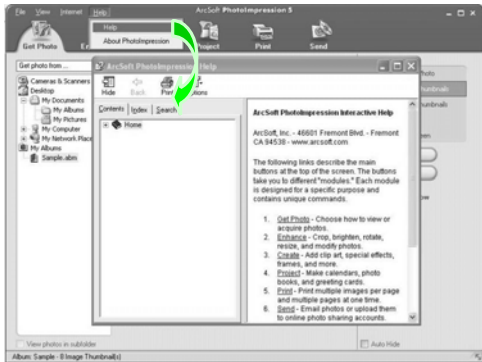 File View Internet Help ArcSoft PhotoImpression 5
Help
About PhotoImpression
Get Photo Project Print Send
Get photo from ...
Cameras & Scanners
Desktop
My Documents
My Albums
My Pictures
My Computer
My Network Place
My Albums
Sample.abm
ArcSoft PhotoImpression Help
Hide Back Print Options
Contents Index Search
Home
ArcSoft PhotoImpression Interactive Help
ArcSoft, Inc. - 46601 Fremont Blvd. - Fremont
CA 94538 - www.arcsoft.com
The following links describe the main
buttons at the top of the screen. The buttons
take you to different "modules." Each module
is designed for a specific purpose and
contains unique commands.
1. Get Photo - Choose how to view or
acquire photos.
2. Enhance - Crop, brighten, rotate,
resize, and modify photos.
3. Create - Add clip art, special effects,
frames, and more.
4. Project - Make calendars, photo
books, and greeting cards.
5. Print - Print multiple images per page
and multiple pages at one time.
6. Send - Email photos or upload them
to online photo sharing accounts.
View photos in subfolder
Auto Hide
Album: Sample - 8 Image Thumbnail(s)